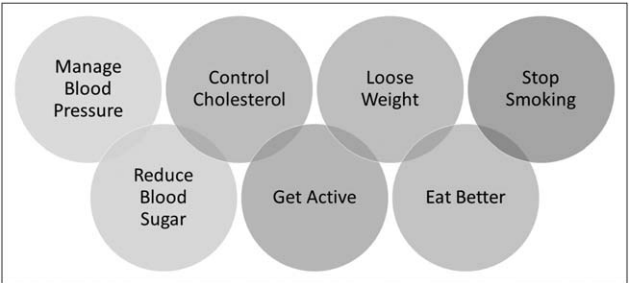 Manage
Blood
Pressure
Control
Cholesterol
Loose
Weight
Stop
Smoking
Reduce
Blood
Sugar
Get Active
Eat Better